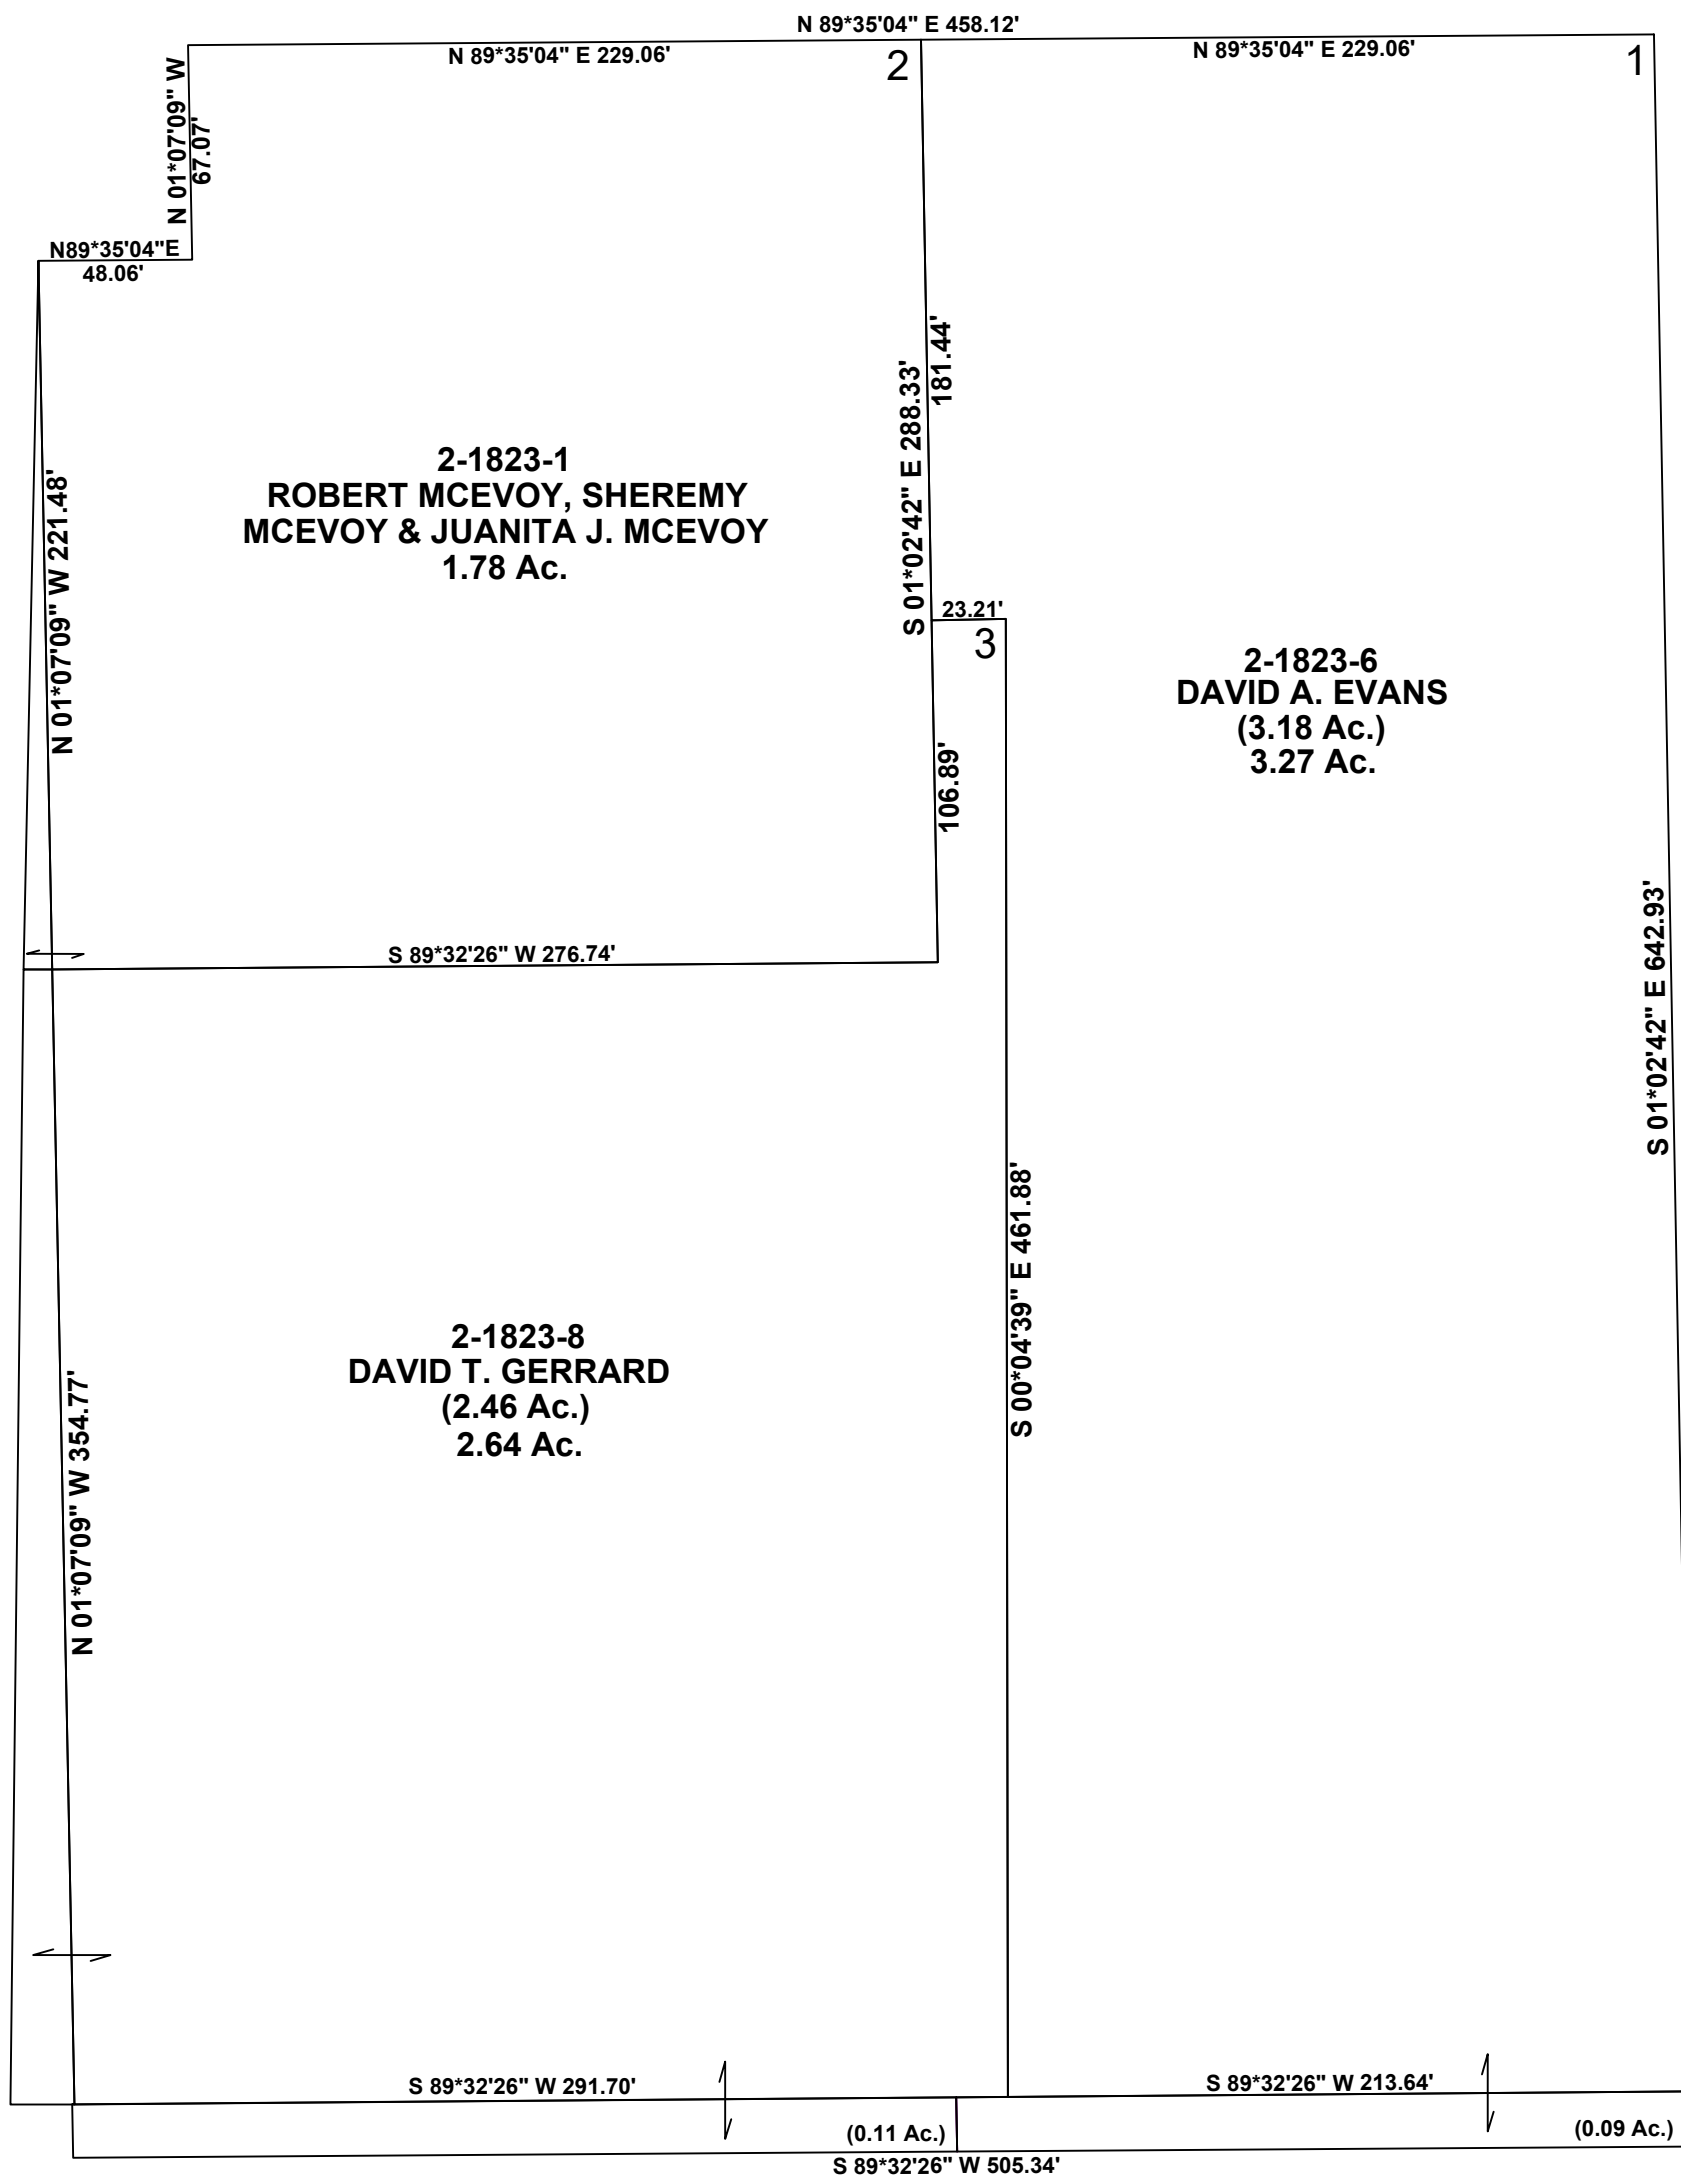 N 89*35'04" E 458.12'
N 89*35'04" E 229.06'
2
N 89*35'04" E 229.06'
1
N 01*07'09" W
67.07'
N89*35'04"E
48.06'
181.44'
S 01*02'42" E 288.33'
N 01*07'09" W 221.48'
2-1823-1
ROBERT MCEVOY, SHEREMY
MCEVOY & JUANITA J. MCEVOY
1.78 Ac.
23.21'
3
2-1823-6
DAVID A. EVANS
(3.18 Ac.)
3.27 Ac.
106.89'
S 01*02'42" E 642.93'
S 89*32'26" W 276.74'
S 00*04'39" E 461.88'
2-1823-8
DAVID T. GERRARD
(2.46 Ac.)
2.64 Ac.
N 01*07'09" W 354.77'
S 89*32'26" W 291.70'
S 89*32'26" W 213.64'
(0.11 Ac.)
(0.09 Ac.)
S 89*32'26" W 505.34'